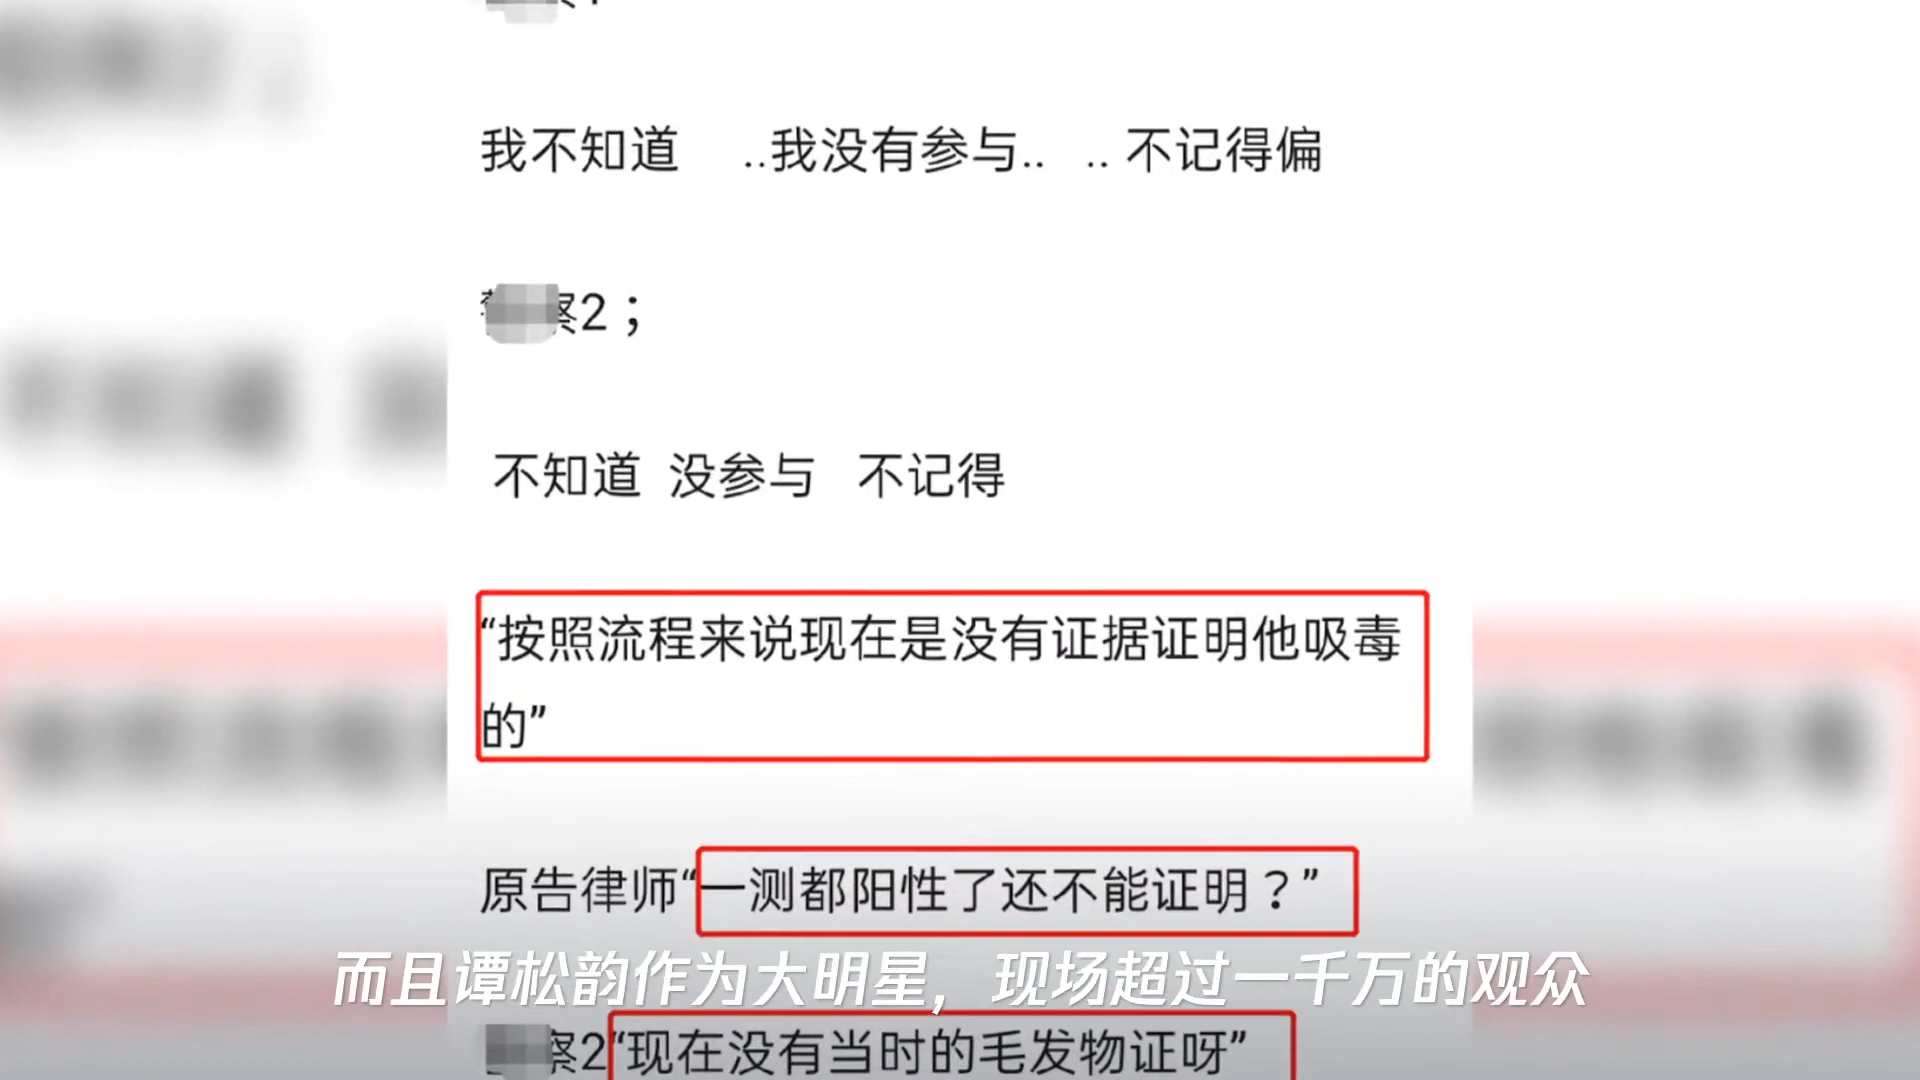 我不知道 ..我没有参与.. .. 不记得偏
察2；
不知道 没参与 不记得
“按照流程来说现在是没有证据证明他吸毒
的”
原告律师“一测都阳性了还不能证明？”
而且谭松韵作为大明星，现场超过一千万的观众
察2“现在没有当时的毛发物证呀”